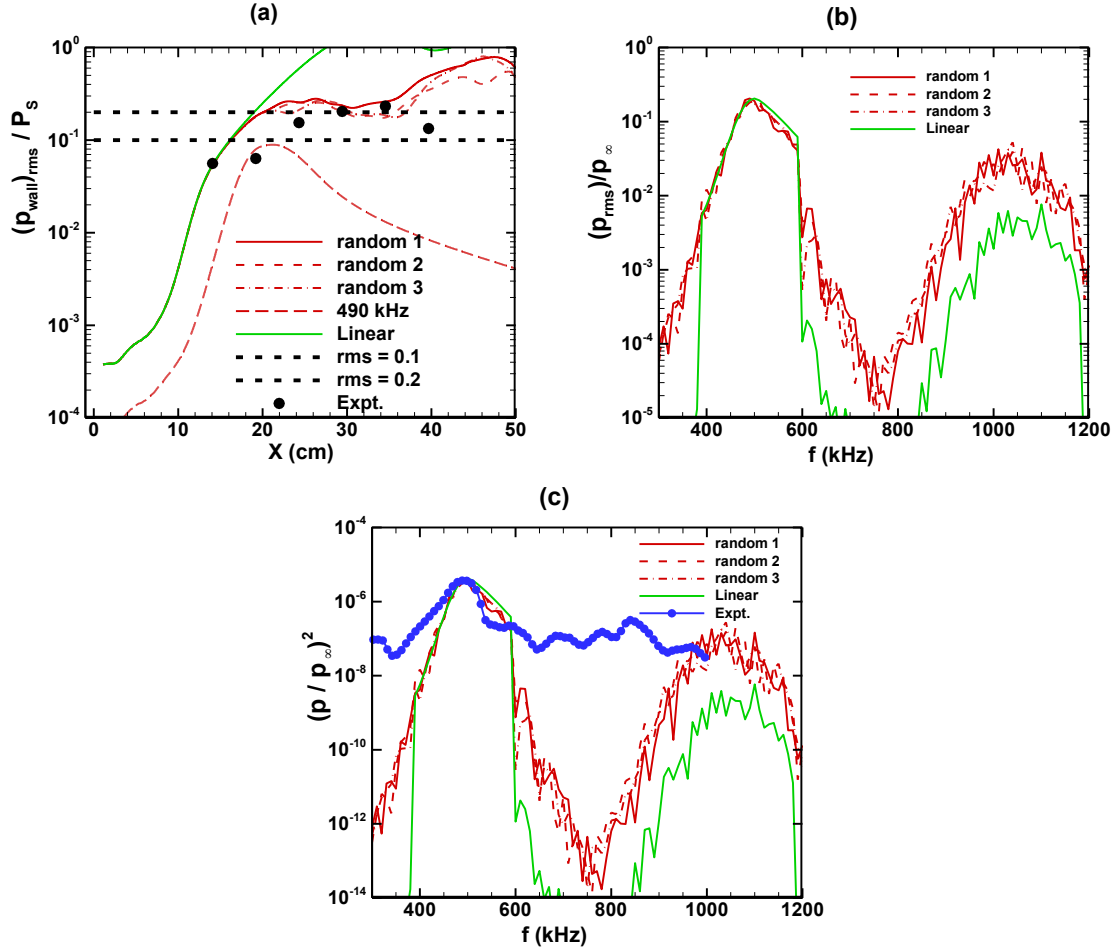 (a)
(p_wall)_rms / P_S
10^0
10^-1
10^-2
10^-3
10^-4
random 1
random 2
random 3
490 kHz
Linear
rms = 0.1
rms = 0.2
Expt.
0 10 20 30 40 50
X (cm)
(b)
(p_rms)/p_∞
10^0
10^-1
10^-2
10^-3
10^-4
10^-5
random 1
random 2
random 3
Linear
400 600 800 1000 1200
f (kHz)
(c)
(p / p_∞)^2
10^-4
10^-6
10^-8
10^-10
10^-12
10^-14
random 1
random 2
random 3
Linear
Expt.
400 600 800 1000 1200
f (kHz)